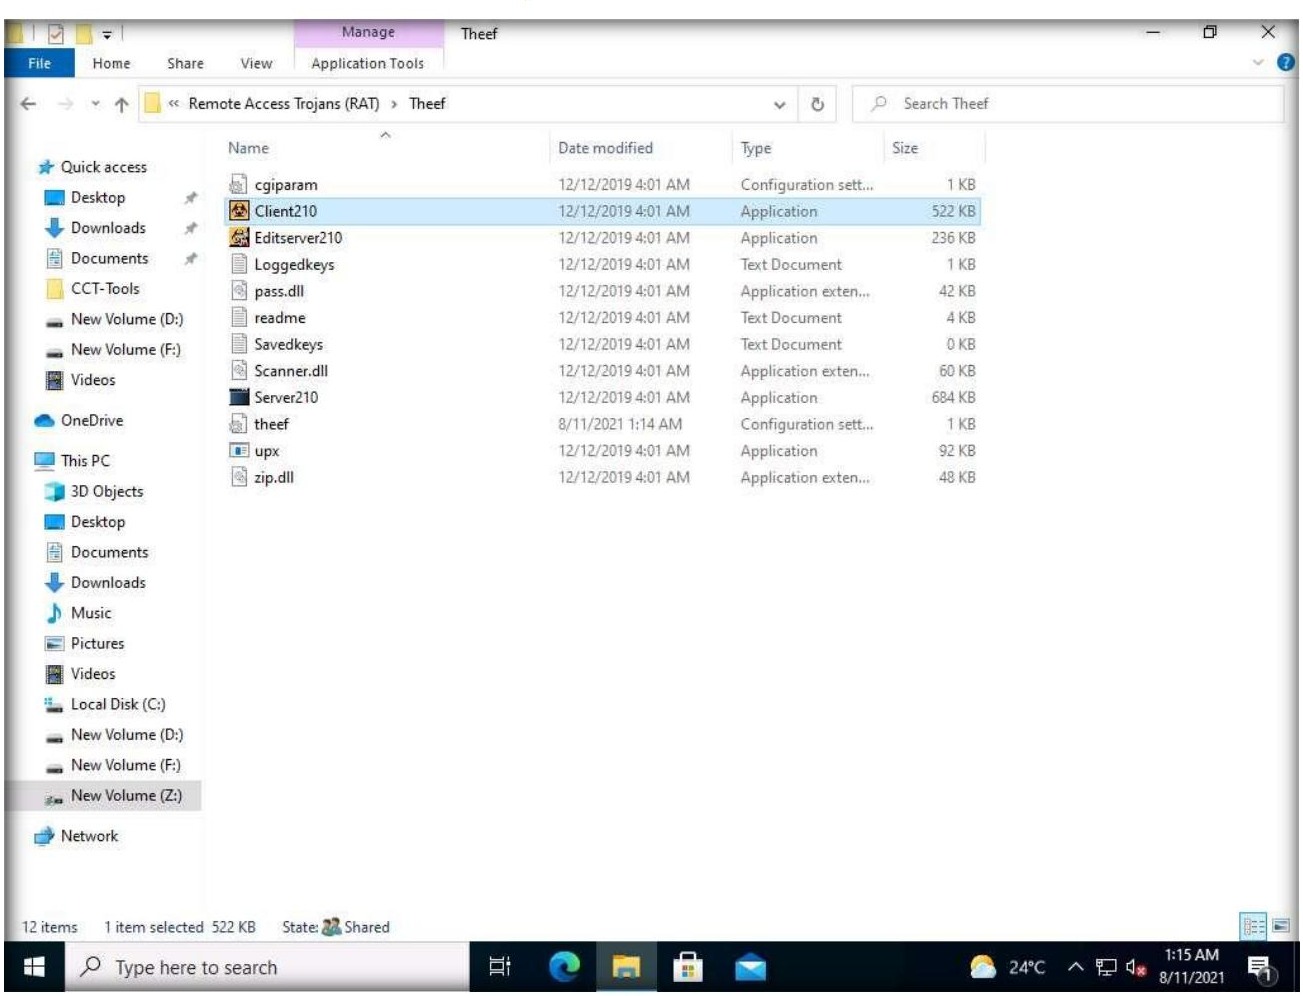 Manage Theef
File Home Share View Application Tools
« Remote Access Trojans (RAT) > Theef Search Theef
Name Date modified Type Size
Quick access
Desktop
Downloads
Documents
CCT-Tools
New Volume (D:)
New Volume (F:)
Videos
OneDrive
This PC
3D Objects
Desktop
Documents
Downloads
Music
Pictures
Videos
Local Disk (C:)
New Volume (D:)
New Volume (F:)
New Volume (Z:)
Network
cgiparam 12/12/2019 4:01 AM Configuration sett... 1 KB
Client210 12/12/2019 4:01 AM Application 522 KB
Editserver210 12/12/2019 4:01 AM Application 236 KB
Loggedkeys 12/12/2019 4:01 AM Text Document 1 KB
pass.dll 12/12/2019 4:01 AM Application exten... 42 KB
readme 12/12/2019 4:01 AM Text Document 4 KB
Savedkeys 12/12/2019 4:01 AM Text Document 0 KB
Scanner.dll 12/12/2019 4:01 AM Application exten... 60 KB
Server210 12/12/2019 4:01 AM Application 684 KB
theef 8/11/2021 1:14 AM Configuration sett... 1 KB
upx 12/12/2019 4:01 AM Application 92 KB
zip.dll 12/12/2019 4:01 AM Application exten... 48 KB
12 items 1 item selected 522 KB State: Shared
Type here to search 24°C 1:15 AM
8/11/2021 1